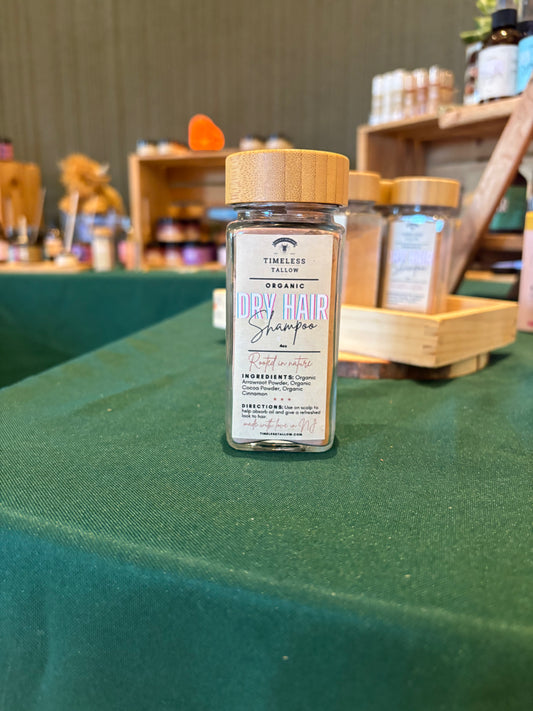 TIMELESS
TALLOW
ORGANIC
DRY HAIR
Shampoo
4oz
Rooted in nature
INGREDIENTS: Organic
Arrowroot Powder, Organic
Cocoa Powder, Organic
Cinnamon
DIRECTIONS: Use on scalp to
help absorb oil and give a refreshed
look to hair.
made with love in NJ
TIMELESSTALLOW.COM
Shampoo